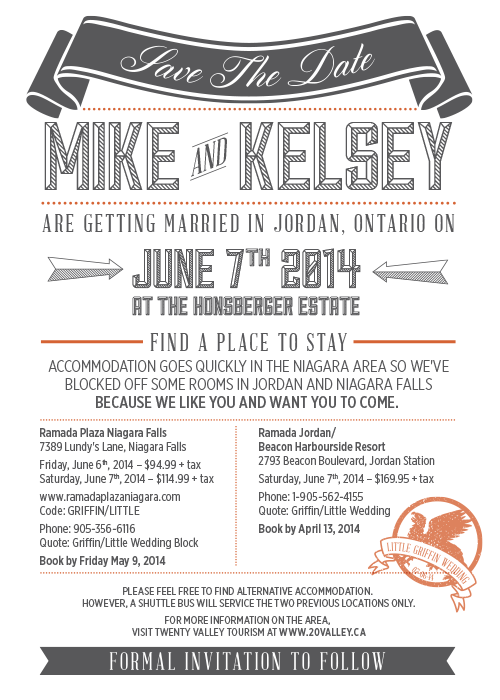 Save The Date
MIKE AND KELSEY
ARE GETTING MARRIED IN JORDAN, ONTARIO ON
JUNE 7TH 2014
AT THE HONSBERGER ESTATE
FIND A PLACE TO STAY
ACCOMMODATION GOES QUICKLY IN THE NIAGARA AREA SO WE'VE
BLOCKED OFF SOME ROOMS IN JORDAN AND NIAGARA FALLS
BECAUSE WE LIKE YOU AND WANT YOU TO COME.
Ramada Plaza Niagara Falls
7389 Lundy's Lane, Niagara Falls
Friday, June 6th, 2014 – $94.99 + tax
Saturday, June 7th, 2014 – $114.99 + tax
www.ramadaplazaniagara.com
Code: GRIFFIN/LITTLE
Phone: 905-356-6116
Quote: Griffin/Little Wedding Block
Book by Friday May 9, 2014
Ramada Jordan/
Beacon Harbourside Resort
2793 Beacon Boulevard, Jordan Station
Saturday, June 7th, 2014 – $169.95 + tax
Phone: 1-905-562-4155
Quote: Griffin/Little Wedding
Book by April 13, 2014
LITTLE GRIFFIN WEDDING
07·06·14
PLEASE FEEL FREE TO FIND ALTERNATIVE ACCOMMODATION.
HOWEVER, A SHUTTLE BUS WILL SERVICE THE TWO PREVIOUS LOCATIONS ONLY.
FOR MORE INFORMATION ON THE AREA,
VISIT TWENTY VALLEY TOURISM AT WWW.20VALLEY.CA
FORMAL INVITATION TO FOLLOW